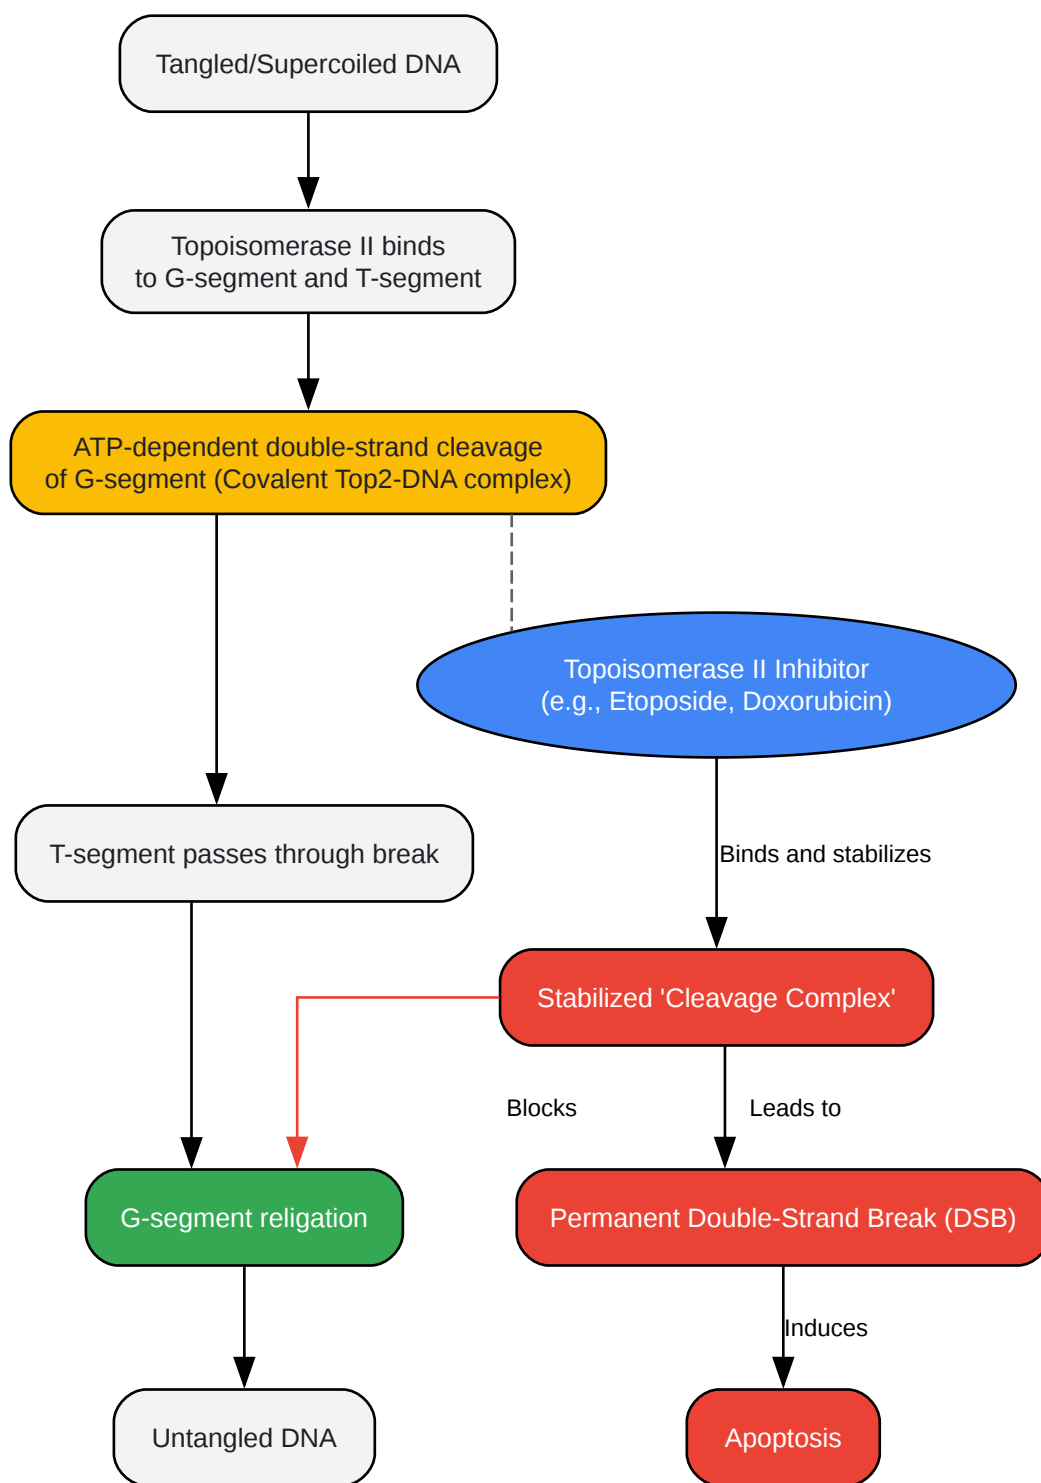 Tangled/Supercoiled DNA
Topoisomerase II binds
to G-segment and T-segment
ATP-dependent double-strand cleavage
of G-segment (Covalent Top2-DNA complex)
Topoisomerase II Inhibitor
(e.g., Etoposide, Doxorubicin)
T-segment passes through break
Binds and stabilizes
Stabilized 'Cleavage Complex'
Blocks
Leads to
G-segment religation
Permanent Double-Strand Break (DSB)
Induces
Untangled DNA
Apoptosis